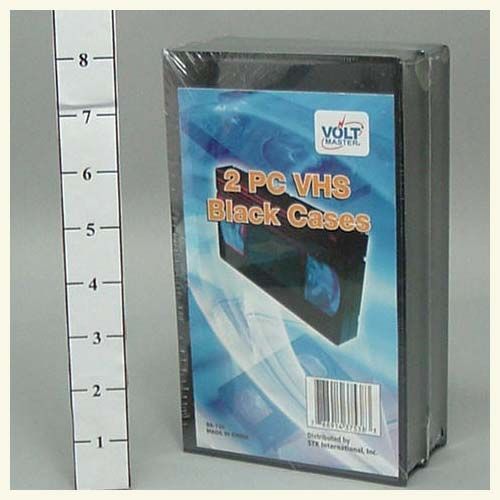 8
7
6
5
4
3
2
1
VOLT
MASTER
2 PC VHS
Black Cases
MADE IN CHINA
Distributed by
STK International, Inc.